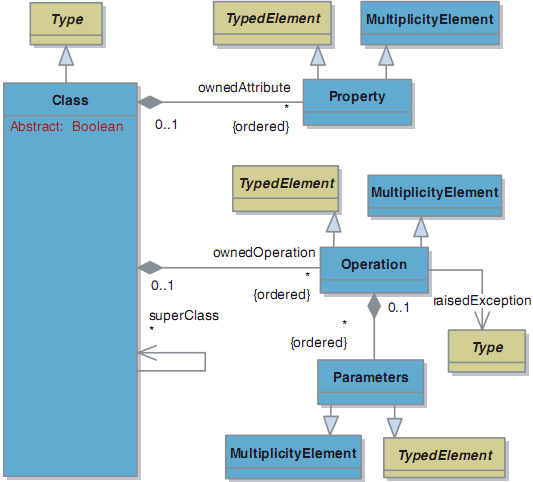 Type
TypedElement
MultiplicityElement
Class
Abstract: Boolean
ownedAttribute
Property
*
0..1
{ordered}
TypedElement
MultiplicityElement
ownedOperation
Operation
*
0..1
{ordered}
raisedException
0..1
superClass
*
*
{ordered}
Type
Parameters
MultiplicityElement
TypedElement